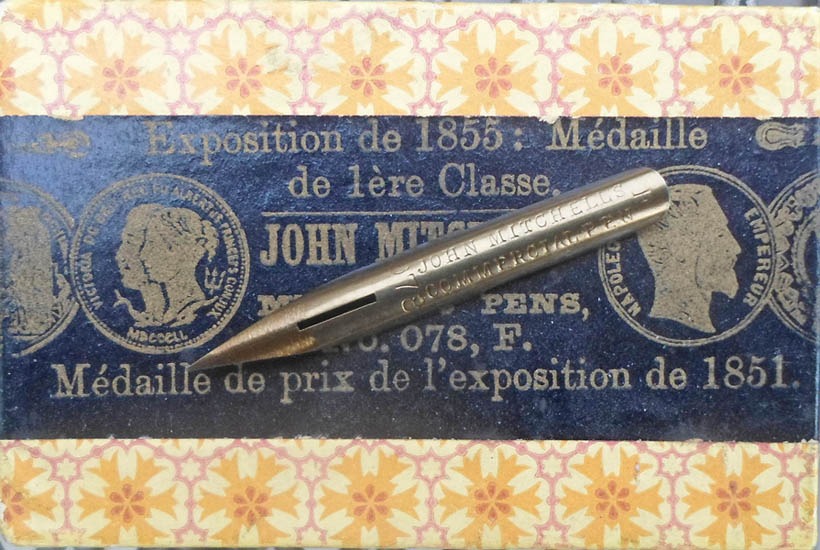 Exposition de 1855: Médaille
de 1ère Classe.
JOHN
PENS,
078, F.
Médaille de prix de l'exposition de 1851.
JOHN MITCHELL'S
COMMERCIAL PEN
MDCCCLI.
EMPEREUR